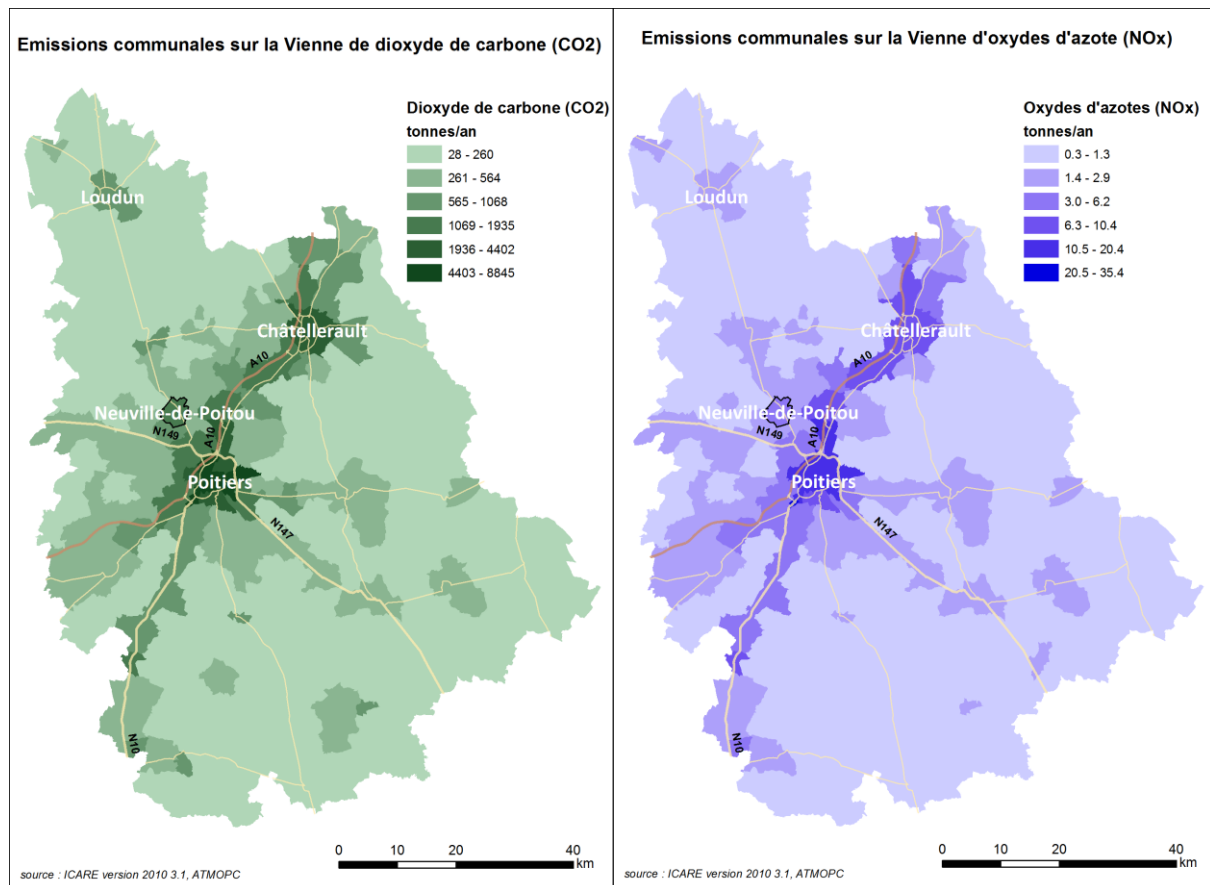 Emissions communales sur la Vienne de dioxyde de carbone (CO2)
Dioxyde de carbone (CO2)
tonnes/an
28 - 260
261 - 564
565 - 1068
1069 - 1935
1936 - 4402
4403 - 8845
Loudun
Châtellerault
A10
Neuville-de-Poitou
N149
A10
Poitiers
N147
N10
0 10 20 40
km
source : ICARE version 2010 3.1, ATMOPC
Emissions communales sur la Vienne d'oxydes d'azote (NOx)
Oxydes d'azotes (NOx)
tonnes/an
0.3 - 1.3
1.4 - 2.9
3.0 - 6.2
6.3 - 10.4
10.5 - 20.4
20.5 - 35.4
Loudun
Châtellerault
A10
Neuville-de-Poitou
N149
A10
Poitiers
N147
N10
0 10 20 40
km
source : ICARE version 2010 3.1, ATMOPC